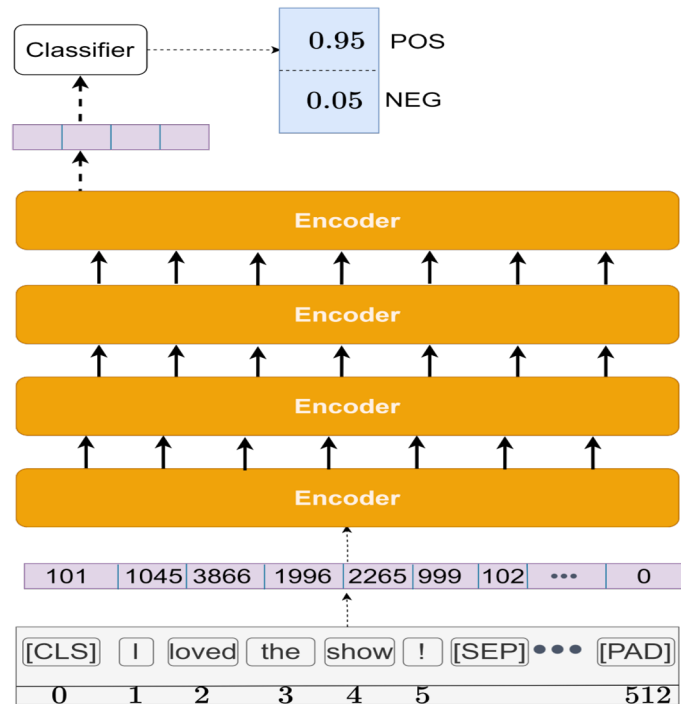 Classifier
0.95 POS
0.05 NEG
Encoder
Encoder
Encoder
Encoder
101 1045 3866 1996 2265 999 102 ••• 0
[CLS] I loved the show ! [SEP] ••• [PAD]
0 1 2 3 4 5 512